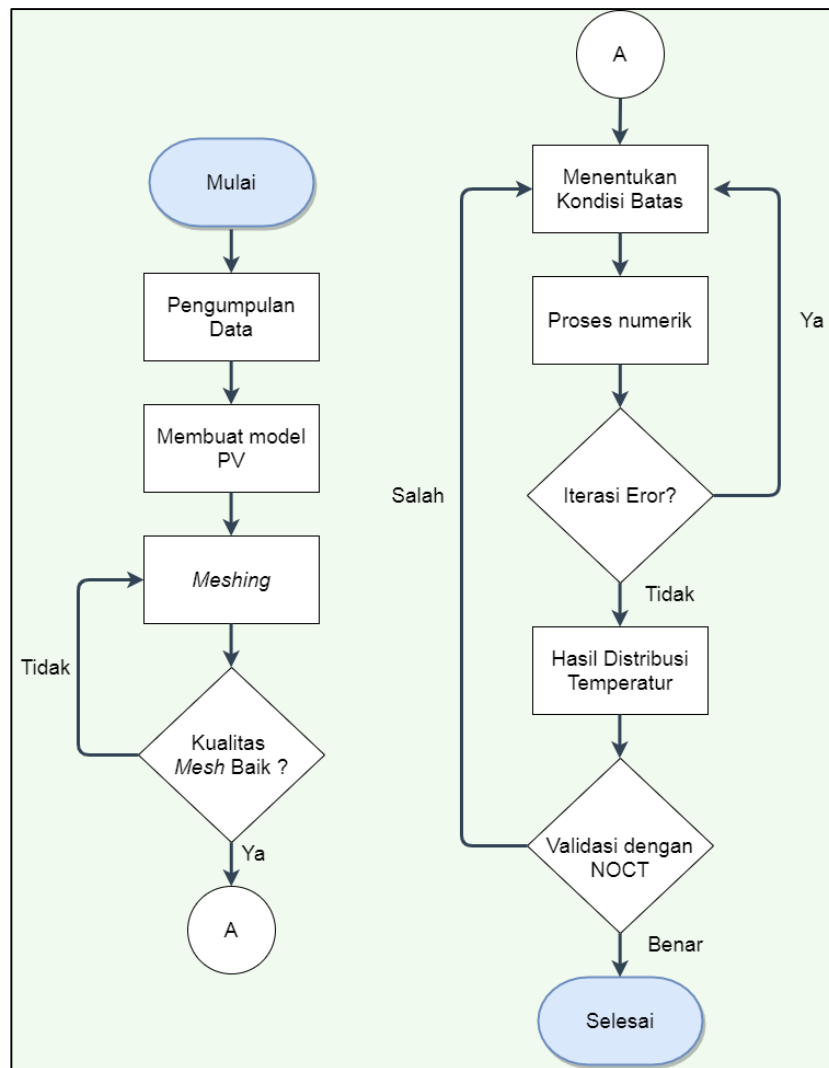 Mulai
Pengumpulan
Data
Membuat model
PV
Meshing
Tidak
Kualitas
Mesh Baik ?
Ya
A
A
Menentukan
Kondisi Batas
Proses numerik
Ya
Iterasi Eror?
Salah
Tidak
Hasil Distribusi
Temperatur
Validasi dengan
NOCT
Benar
Selesai